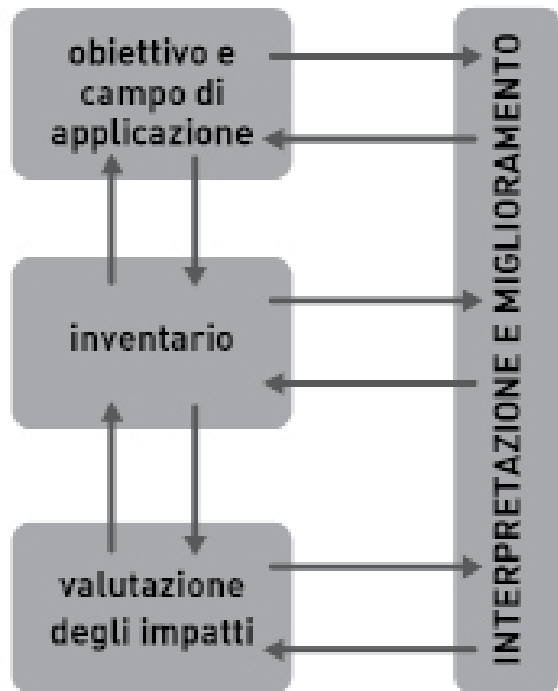 obiettivo e
campo di
applicazione
inventario
valutazione
degli impatti
INTERPRETAZIONE E MIGLIORAMENTO